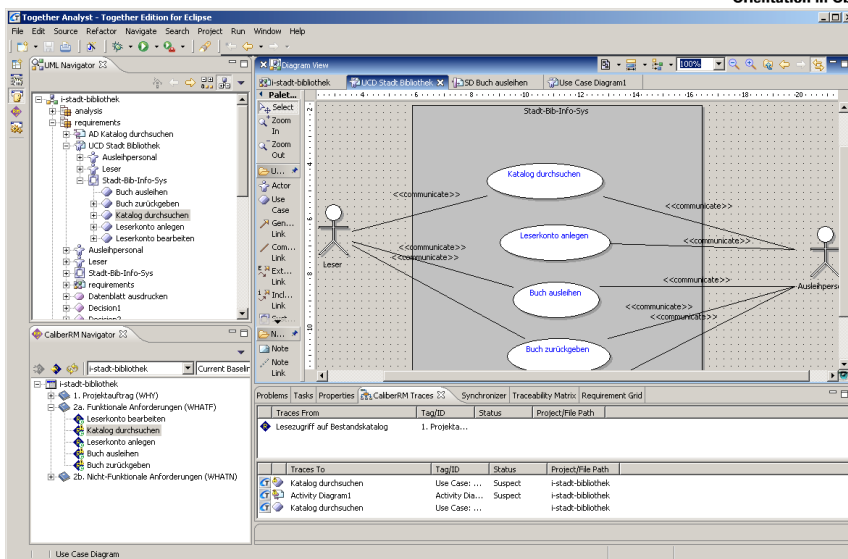 Together Analyst - Together Edition for Eclipse
File Edit Source Refactor Navigate Search Project Run Window Help
UML Navigator
i-stadt-bibliothek
analysis
requirements
AD Katalog durchsuchen
UCD Stadt Bibliothek
Ausleihpersonal
Leser
Stadt-Bib-Info-Sys
Buch ausleihen
Buch zurückgeben
Katalog durchsuchen
Leserkonto anlegen
Leserkonto bearbeiten
Ausleihpersonal
Leser
Stadt-Bib-Info-Sys
requirements
Datenblatt ausdrucken
Decision1
CaliberRM Navigator
i-stadt-bibliothek
Current Baselin
i-stadt-bibliothek
1. Projektauftrag (WHY)
2a. Funktionale Anforderungen (WHATF)
Leserkonto bearbeiten
Katalog durchsuchen
Leserkonto anlegen
Buch ausleihen
Buch zurückgeben
2b. Nicht-Funktionale Anforderungen (WHATN)
Diagram View
100%
i-stadt-bibliothek
UCD Stadt Bibliothek
SD Buch ausleihen
Use Case Diagram1
Palet...
Select
Zoom In
Zoom Out
U...
Actor
Use Case
Gen... Link
Com... Link
Ext... Link
Incl... Link
N...
Note
Note Link
Stadt-Bib-Info-Sys
Katalog durchsuchen
<<communicate>>
<<communicate>>
Leserkonto anlegen
<<communicate>>
<<communicate>>
<<communicate>>
Leser
Buch ausleihen
Ausleihperso
<<communicate>>
<<communicate>>
Buch zurückgeben
Problems Tasks Properties CaliberRM Traces Synchronizer Traceability Matrix Requirement Grid
Traces From Tag/ID Status Project/File Path
Lesezugriff auf Bestandskatalog 1. Projekta...
Traces To Tag/ID Status Project/File Path
Katalog durchsuchen Use Case: ... Suspect i-stadt-bibliothek
Activity Diagram1 Activity Dia... Suspect i-stadt-bibliothek
Katalog durchsuchen Use Case: ... i-stadt-bibliothek
Use Case Diagram